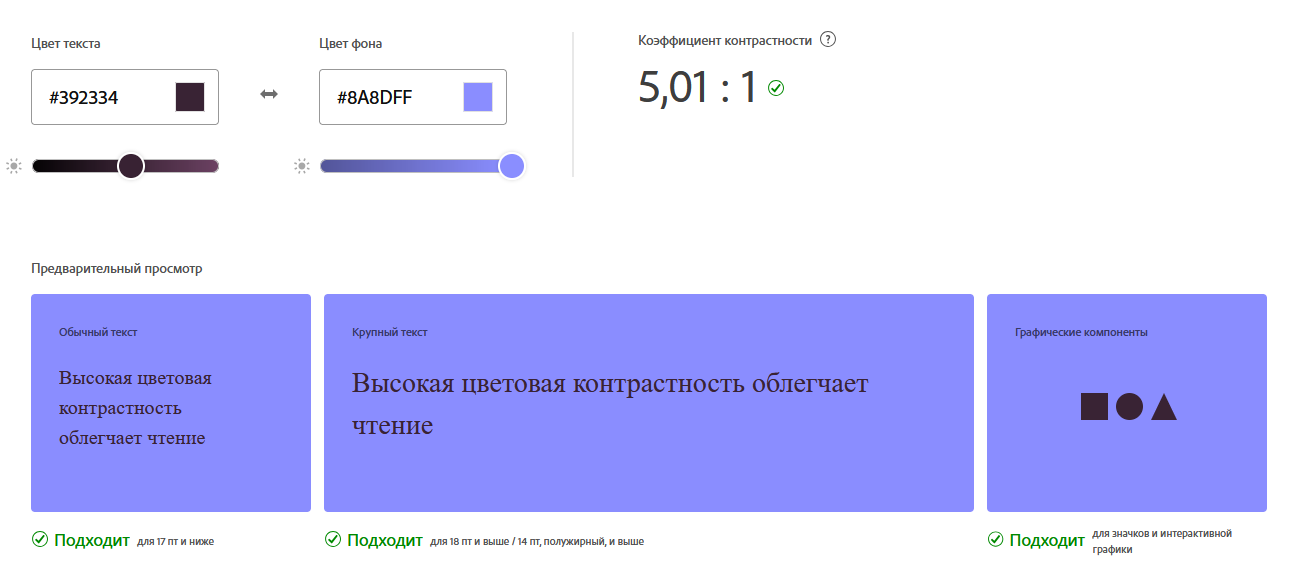 Цвет текста
Цвет фона
Коэффициент контрастности ?
#392334
#8A8DFF
5,01 : 1
Предварительный просмотр
Обычный текст
Высокая цветовая
контрастность
облегчает чтение
Крупный текст
Высокая цветовая контрастность облегчает
чтение
Графические компоненты
Подходит для 17 пт и ниже
Подходит для 18 пт и выше / 14 пт, полужирный, и выше
Подходит для значков и интерактивной
графики